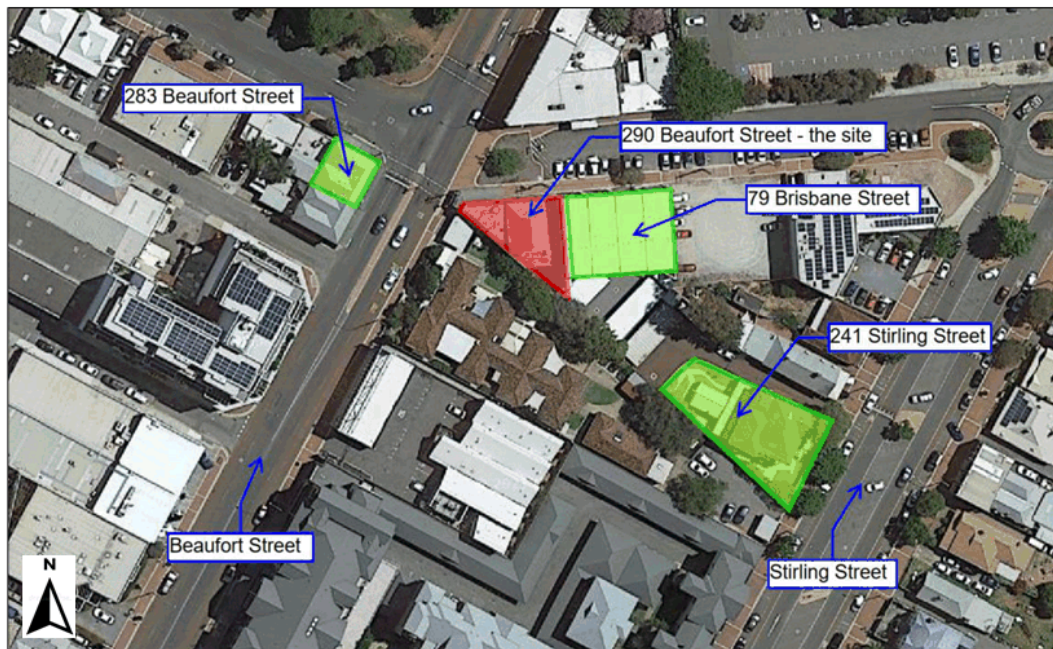 283 Beaufort Street
290 Beaufort Street - the site
79 Brisbane Street
241 Stirling Street
Beaufort Street
Stirling Street
N